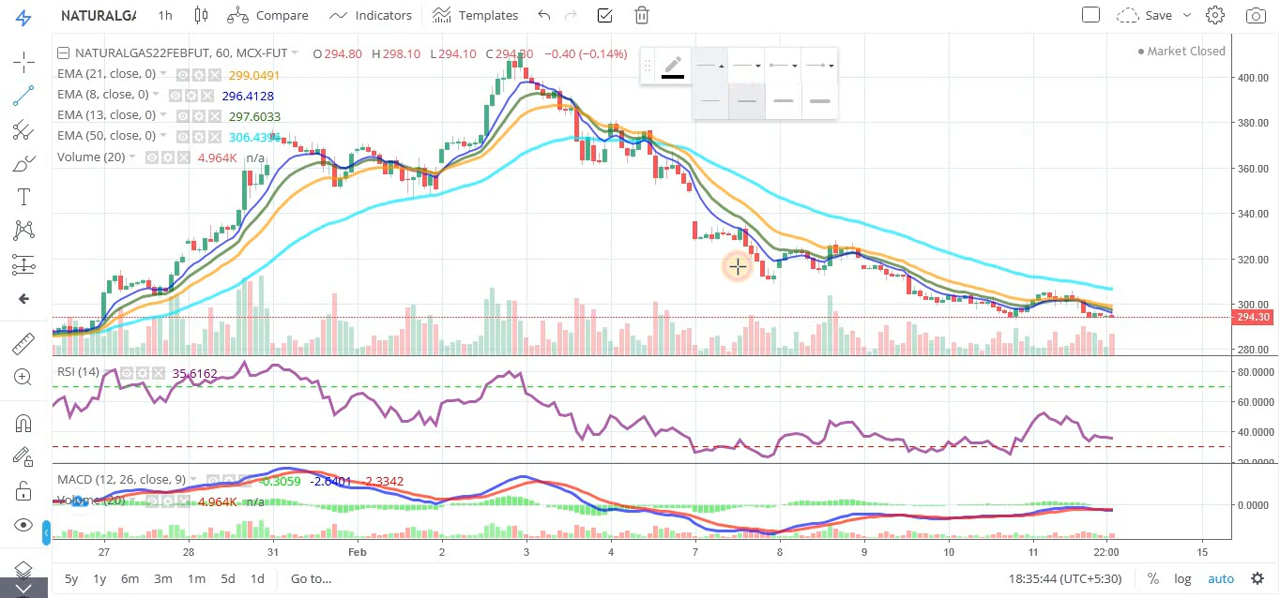 NATURALGA 1h Compare Indicators Templates Save
NATURALGAS22FEBFUT, 60, MCX-FUT O294.80 H298.10 L294.10 C294.30 −0.40 (−0.14%)
Market Closed
EMA (21, close, 0) 299.0491
EMA (8, close, 0) 296.4128
EMA (13, close, 0) 297.6033
EMA (50, close, 0)
Volume (20) 4.964K n/a
400.00
380.00
360.00
340.00
320.00
300.00
294.30
280.00
RSI (14) 35.6162
80.0000
60.0000
40.0000
20.0000
MACD (12, 26, close, 9) -0.3059 -2.6401 -2.3342
Volume (20) 4.964K n/a
0.0000
27 28 31 Feb 2 3 4 7 8 9 10 11 22:00 15
5y 1y 6m 3m 1m 5d 1d Go to... 18:35:44 (UTC+5:30) % log auto